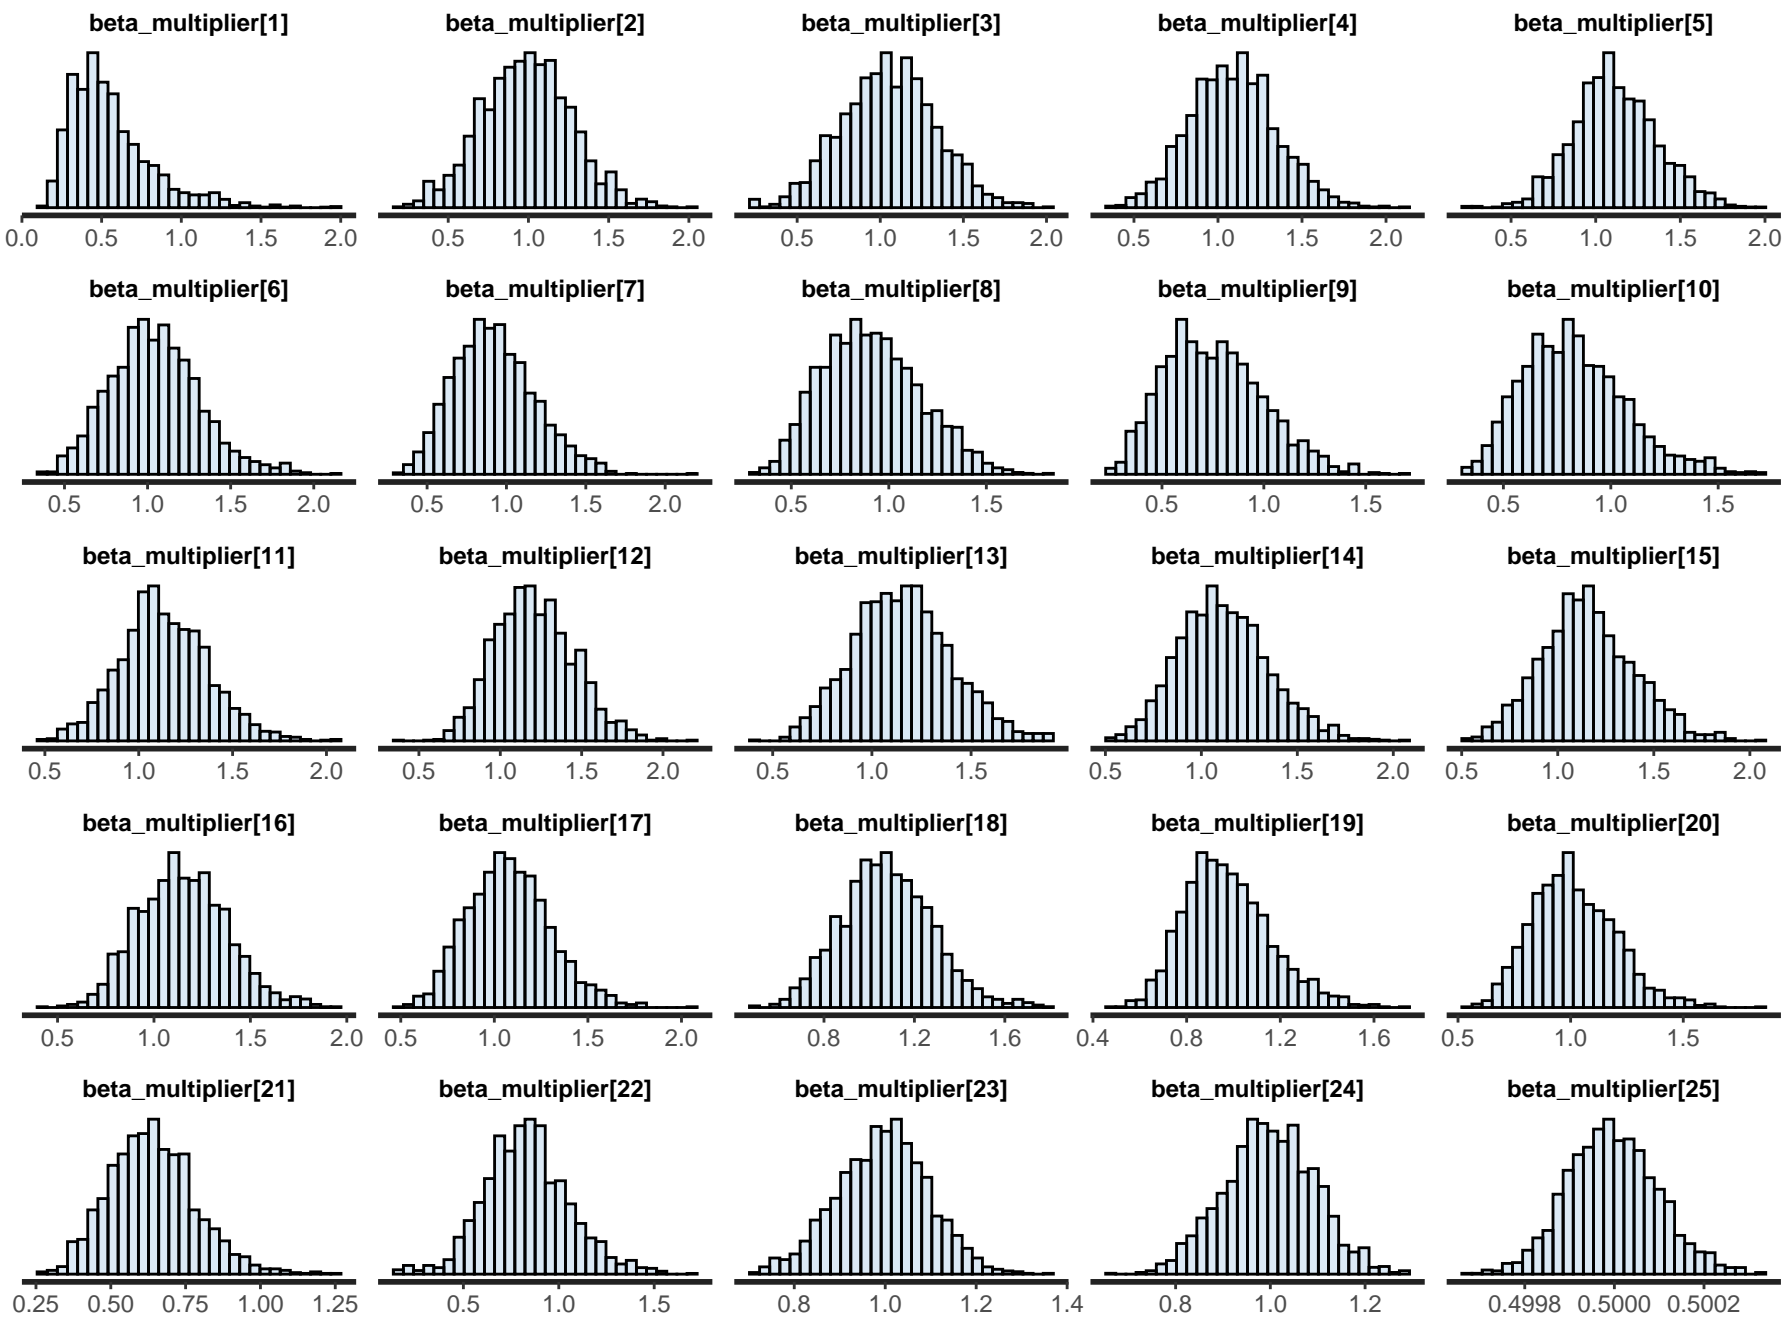 beta_multiplier[1] beta_multiplier[2] beta_multiplier[3] beta_multiplier[4] beta_multiplier[5]
0.0 0.5 1.0 1.5 2.0 0.5 1.0 1.5 2.0 0.5 1.0 1.5 2.0 0.5 1.0 1.5 2.0 0.5 1.0 1.5 2.0
beta_multiplier[6] beta_multiplier[7] beta_multiplier[8] beta_multiplier[9] beta_multiplier[10]
0.5 1.0 1.5 2.0 0.5 1.0 1.5 2.0 0.5 1.0 1.5 0.5 1.0 1.5 0.5 1.0 1.5
beta_multiplier[11] beta_multiplier[12] beta_multiplier[13] beta_multiplier[14] beta_multiplier[15]
0.5 1.0 1.5 2.0 0.5 1.0 1.5 2.0 0.5 1.0 1.5 0.5 1.0 1.5 2.0 0.5 1.0 1.5 2.0
beta_multiplier[16] beta_multiplier[17] beta_multiplier[18] beta_multiplier[19] beta_multiplier[20]
0.5 1.0 1.5 2.0 0.5 1.0 1.5 2.0 0.8 1.2 1.6 0.4 0.8 1.2 1.6 0.5 1.0 1.5
beta_multiplier[21] beta_multiplier[22] beta_multiplier[23] beta_multiplier[24] beta_multiplier[25]
0.25 0.50 0.75 1.00 1.25 0.5 1.0 1.5 0.8 1.0 1.2 1.4 0.8 1.0 1.2 0.4998 0.5000 0.5002